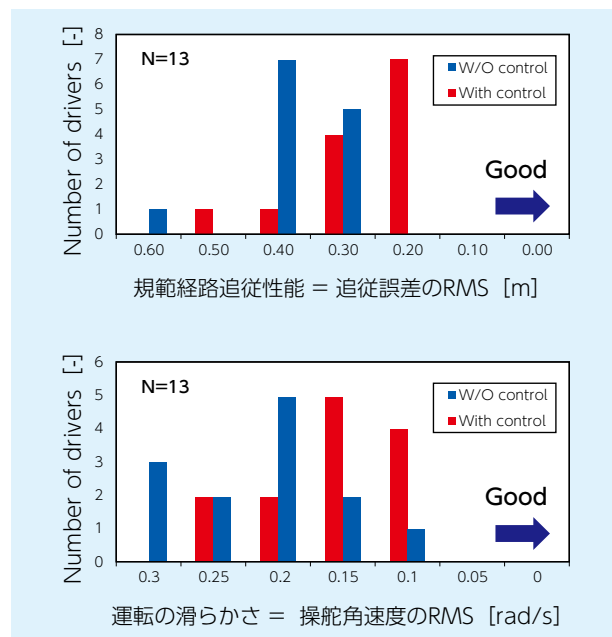 Number of drivers [-]
8
7
6
5
4
3
2
1
0
N=13
W/O control
With control
Good
0.60 0.50 0.40 0.30 0.20 0.10 0.00
規範経路追従性能 = 追従誤差のRMS [m]
Number of drivers [-]
6
5
4
3
2
1
0
N=13
W/O control
With control
Good
0.3 0.25 0.2 0.15 0.1 0.05 0
運転の滑らかさ = 操舵角速度のRMS [rad/s]